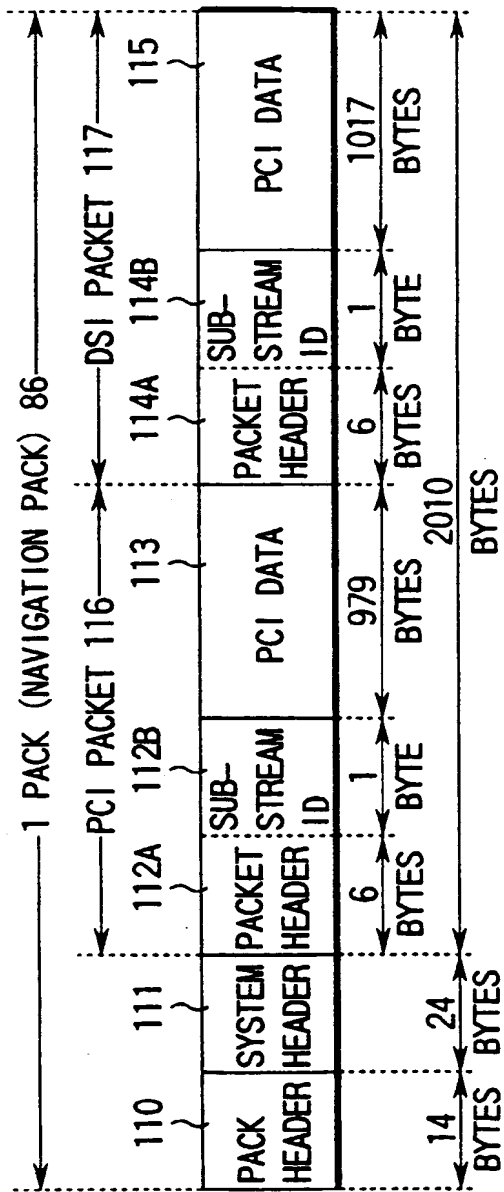 1 PACK (NAVIGATION PACK) 86
PCI PACKET 116
DSI PACKET 117
110
111
112A
112B
113
114A
114B
115
PACK
HEADER
SYSTEM
HEADER
PACKET
HEADER
SUB-
STREAM
ID
PCI DATA
PACKET
HEADER
SUB-
STREAM
ID
PCI DATA
14
BYTES
24
BYTES
6
BYTES
1
BYTE
979
BYTES
6
BYTES
1
BYTE
1017
BYTES
2010
BYTES